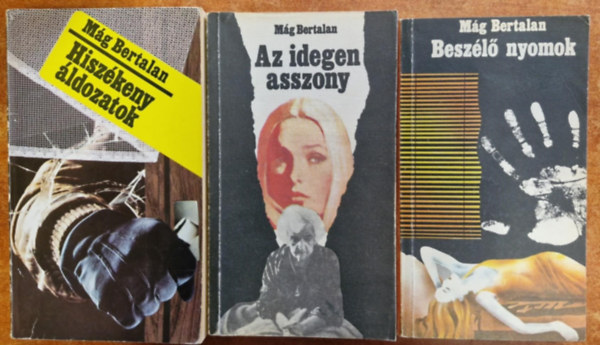 Mág Bertalan
Hiszékeny
áldozatok
Mág Bertalan
Az idegen
asszony
Mág Bertalan
Beszélő nyomok